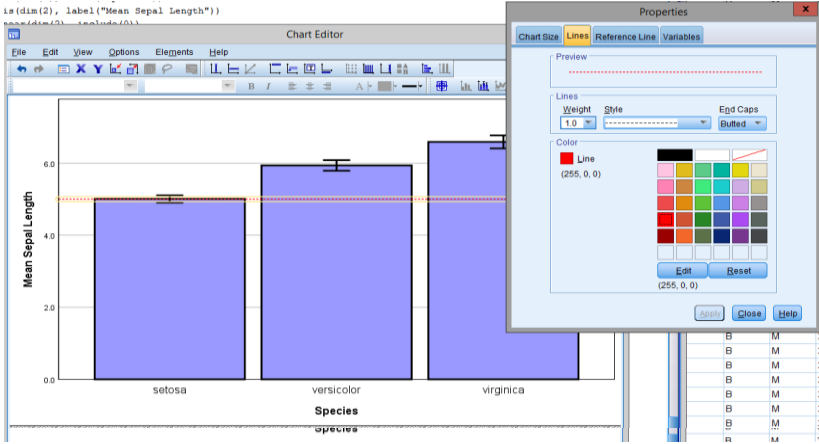 is(dim(2), label("Mean Sepal Length"))
Chart Editor
File Edit View Options Elements Help
B I
A
6.0
4.0
2.0
0.0
Mean Sepal Length
setosa versicolor virginica
Species
Species
Properties
x
Chart Size Lines Reference Line Variables
Preview
Lines
Weight Style End Caps
1.0 Butted
Color
Line
(255, 0, 0)
Edit Reset
(255, 0, 0)
Apply Close Help
B M
B M
B M
B M
B M
B M
B M
B M